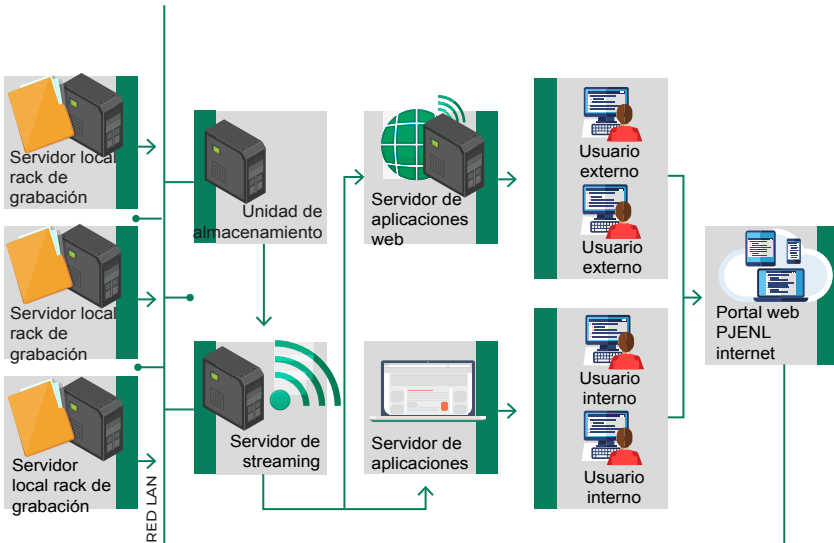 Servidor local
rack de
grabación
Servidor local
rack de
grabación
Servidor
local rack de
grabación
RED LAN
Unidad de
almacenamiento
Servidor de
streaming
Servidor de
aplicaciones
web
Servidor de
aplicaciones
Usuario
externo
Usuario
externo
Usuario
interno
Usuario
interno
Portal web
PJENL
internet